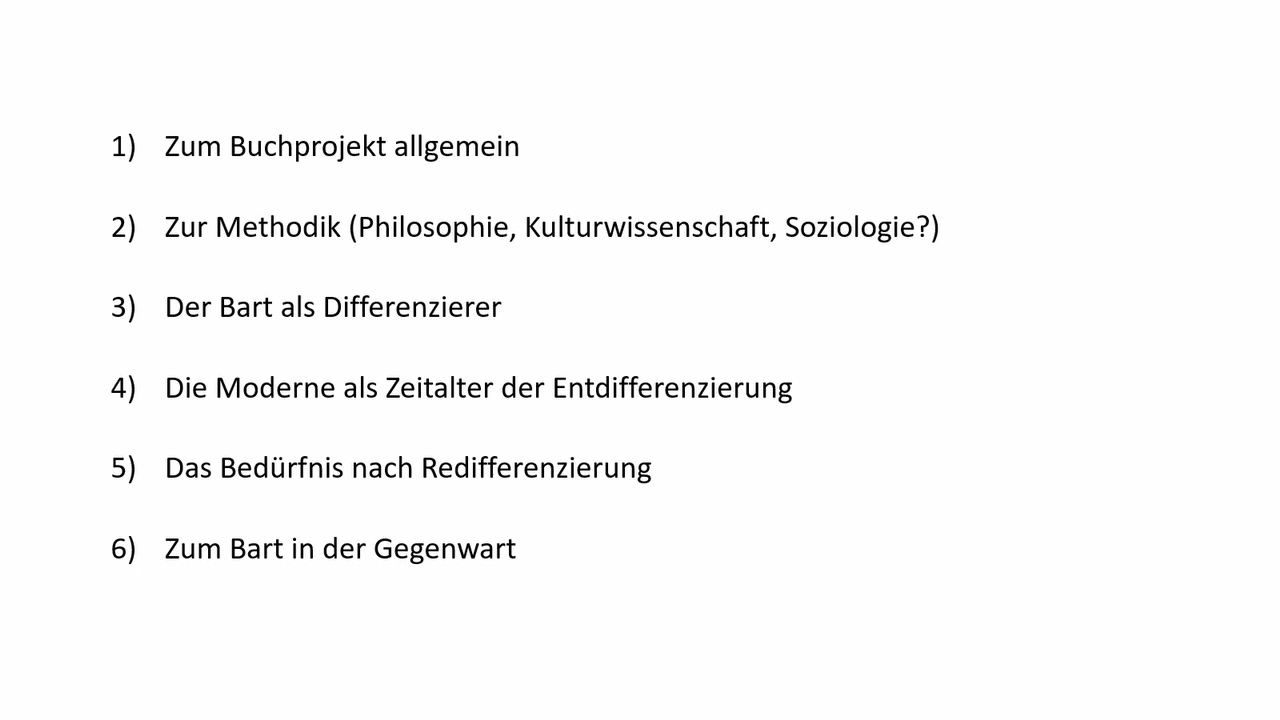 1) Zum Buchprojekt allgemein
2) Zur Methodik (Philosophie, Kulturwissenschaft, Soziologie?)
3) Der Bart als Differenzierer
4) Die Moderne als Zeitalter der Entdifferenzierung
5) Das Bedürfnis nach Redifferenzierung
6) Zum Bart in der Gegenwart